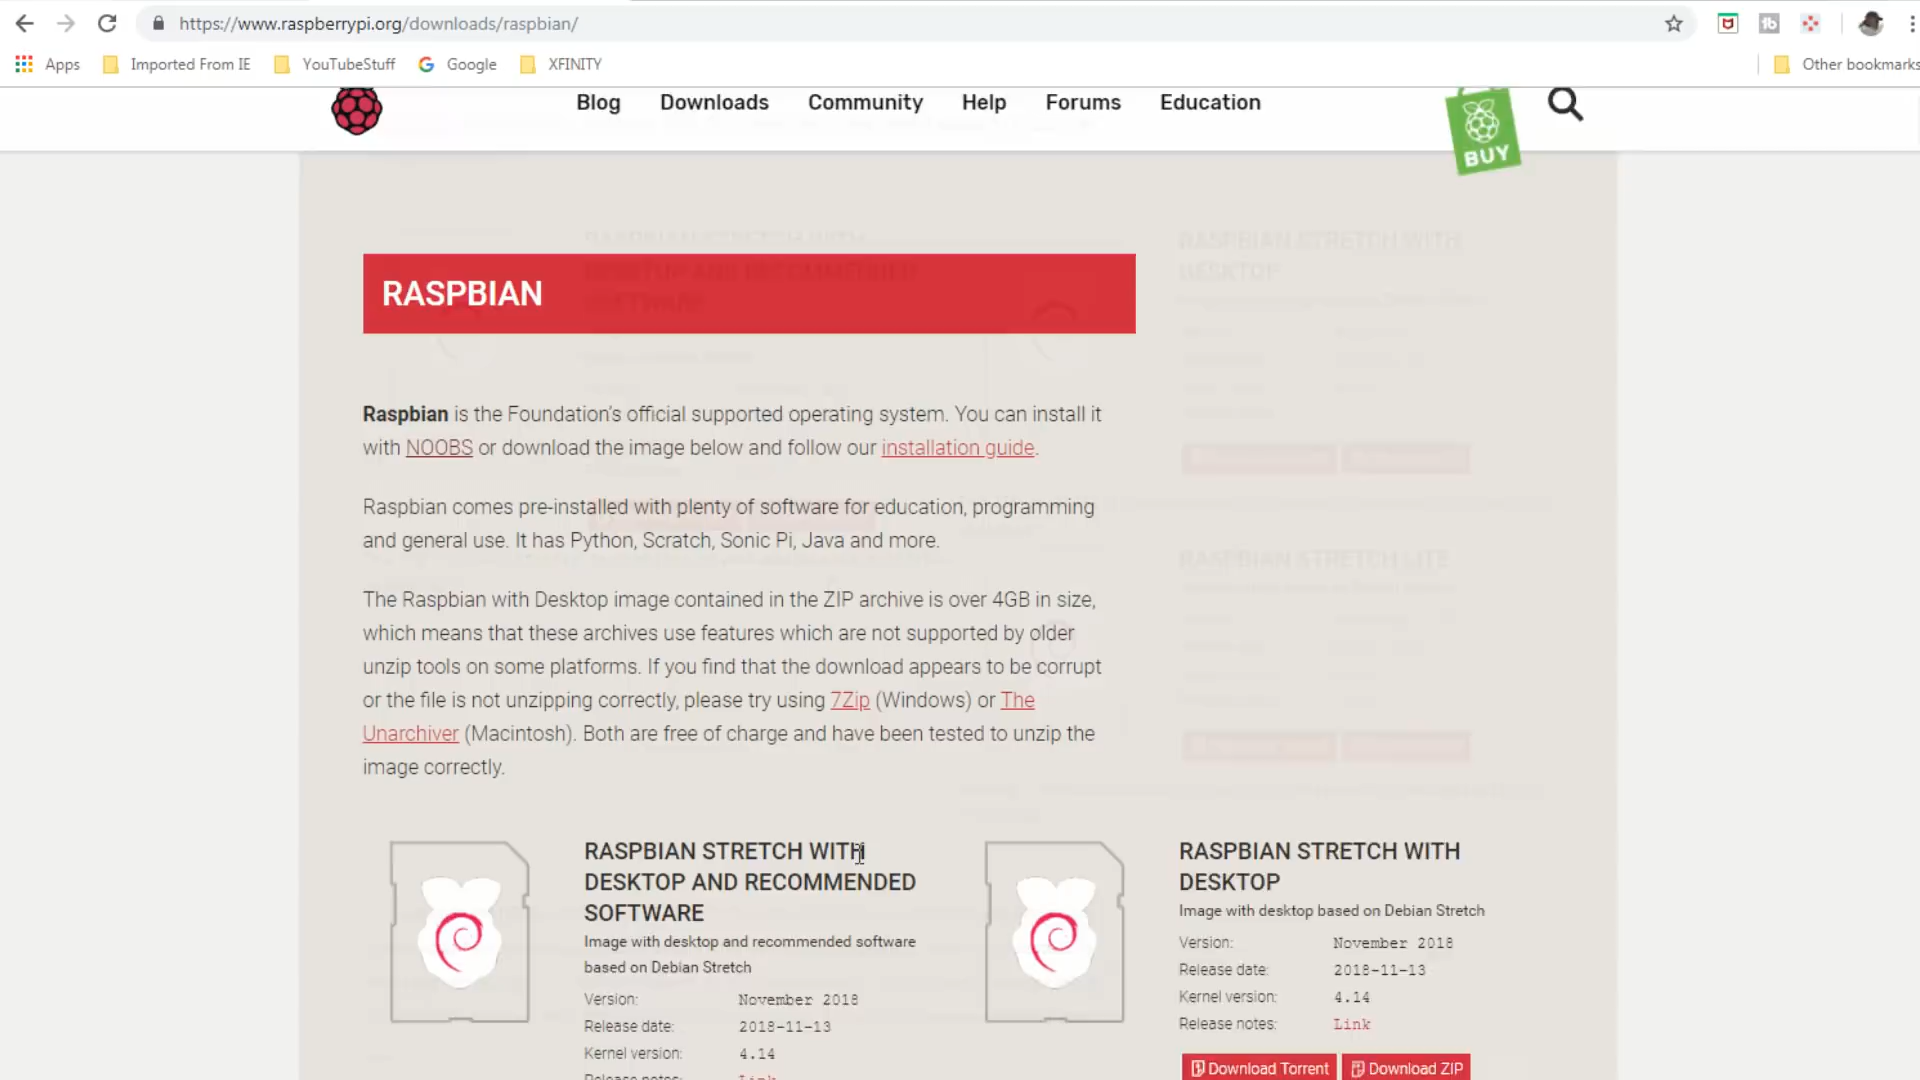 https://www.raspberrypi.org/downloads/raspbian/
Apps Imported From IE YouTubeStuff Google XFINITY Other bookmarks
Blog Downloads Community Help Forums Education
BUY
RASPBIAN STRETCH WITH
DESKTOP
RASPBIAN
Raspbian is the Foundation's official supported operating system. You can install it
with NOOBS or download the image below and follow our installation guide.
Raspbian comes pre-installed with plenty of software for education, programming
and general use. It has Python, Scratch, Sonic Pi, Java and more.
RASPBIAN STRETCH LITE
The Raspbian with Desktop image contained in the ZIP archive is over 4GB in size,
which means that these archives use features which are not supported by older
unzip tools on some platforms. If you find that the download appears to be corrupt
or the file is not unzipping correctly, please try using 7Zip (Windows) or The
Unarchiver (Macintosh). Both are free of charge and have been tested to unzip the
image correctly.
RASPBIAN STRETCH WITH
DESKTOP AND RECOMMENDED
SOFTWARE
Image with desktop and recommended software
based on Debian Stretch
Version: November 2018
Release date: 2018-11-13
Kernel version: 4.14
Release notes: Link
RASPBIAN STRETCH WITH
DESKTOP
Image with desktop based on Debian Stretch
Version: November 2018
Release date: 2018-11-13
Kernel version: 4.14
Release notes: Link
Download Torrent Download ZIP